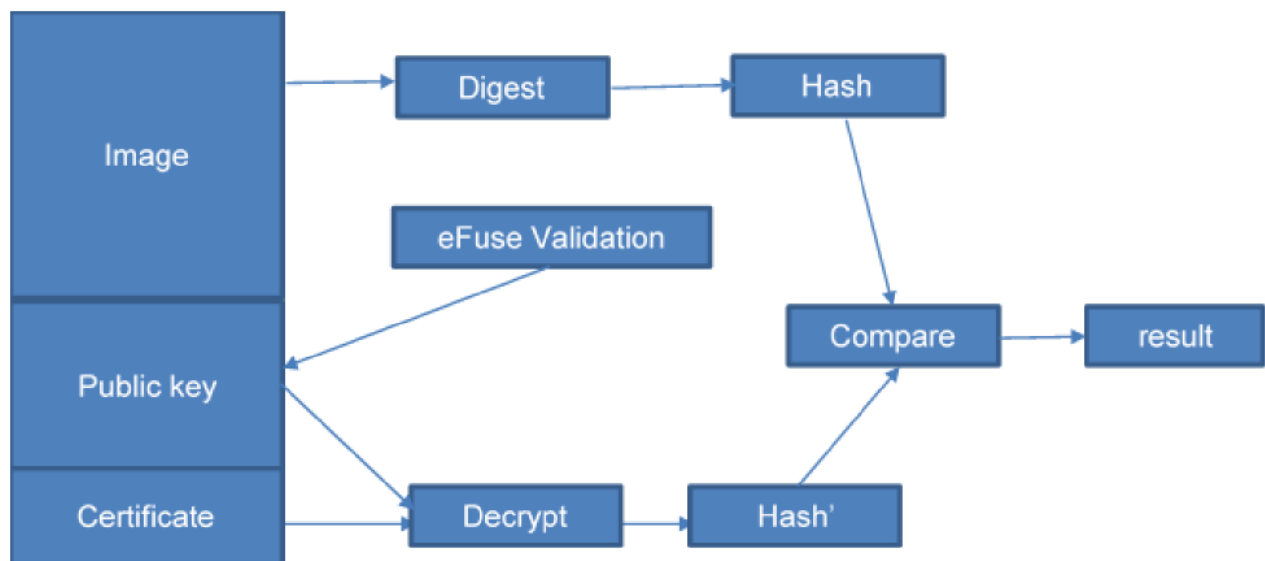 Image
Digest
Hash
eFuse Validation
Public key
Compare
result
Certificate
Decrypt
Hash’